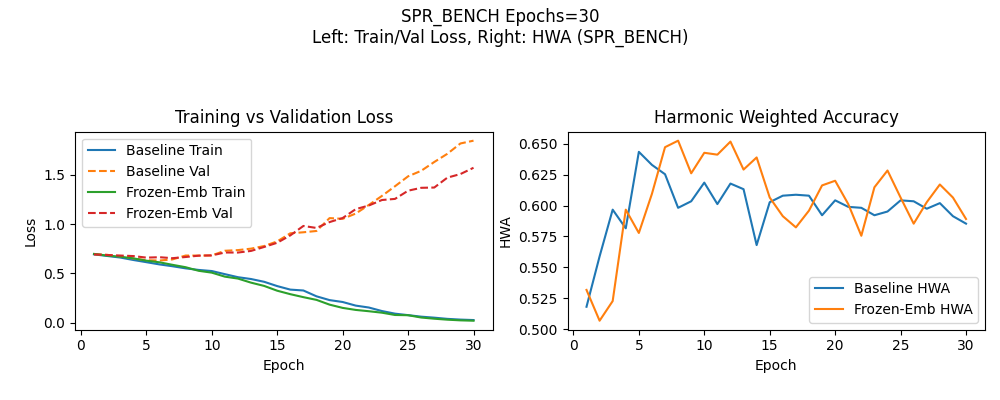 SPR_BENCH Epochs=30
Left: Train/Val Loss, Right: HWA (SPR_BENCH)
Training vs Validation Loss
Baseline Train
Baseline Val
Frozen-Emb Train
Frozen-Emb Val
Loss
1.5
1.0
0.5
0.0
0 5 10 15 20 25 30
Epoch
Harmonic Weighted Accuracy
HWA
0.650
0.625
0.600
0.575
0.550
0.525
0.500
Baseline HWA
Frozen-Emb HWA
0 5 10 15 20 25 30
Epoch